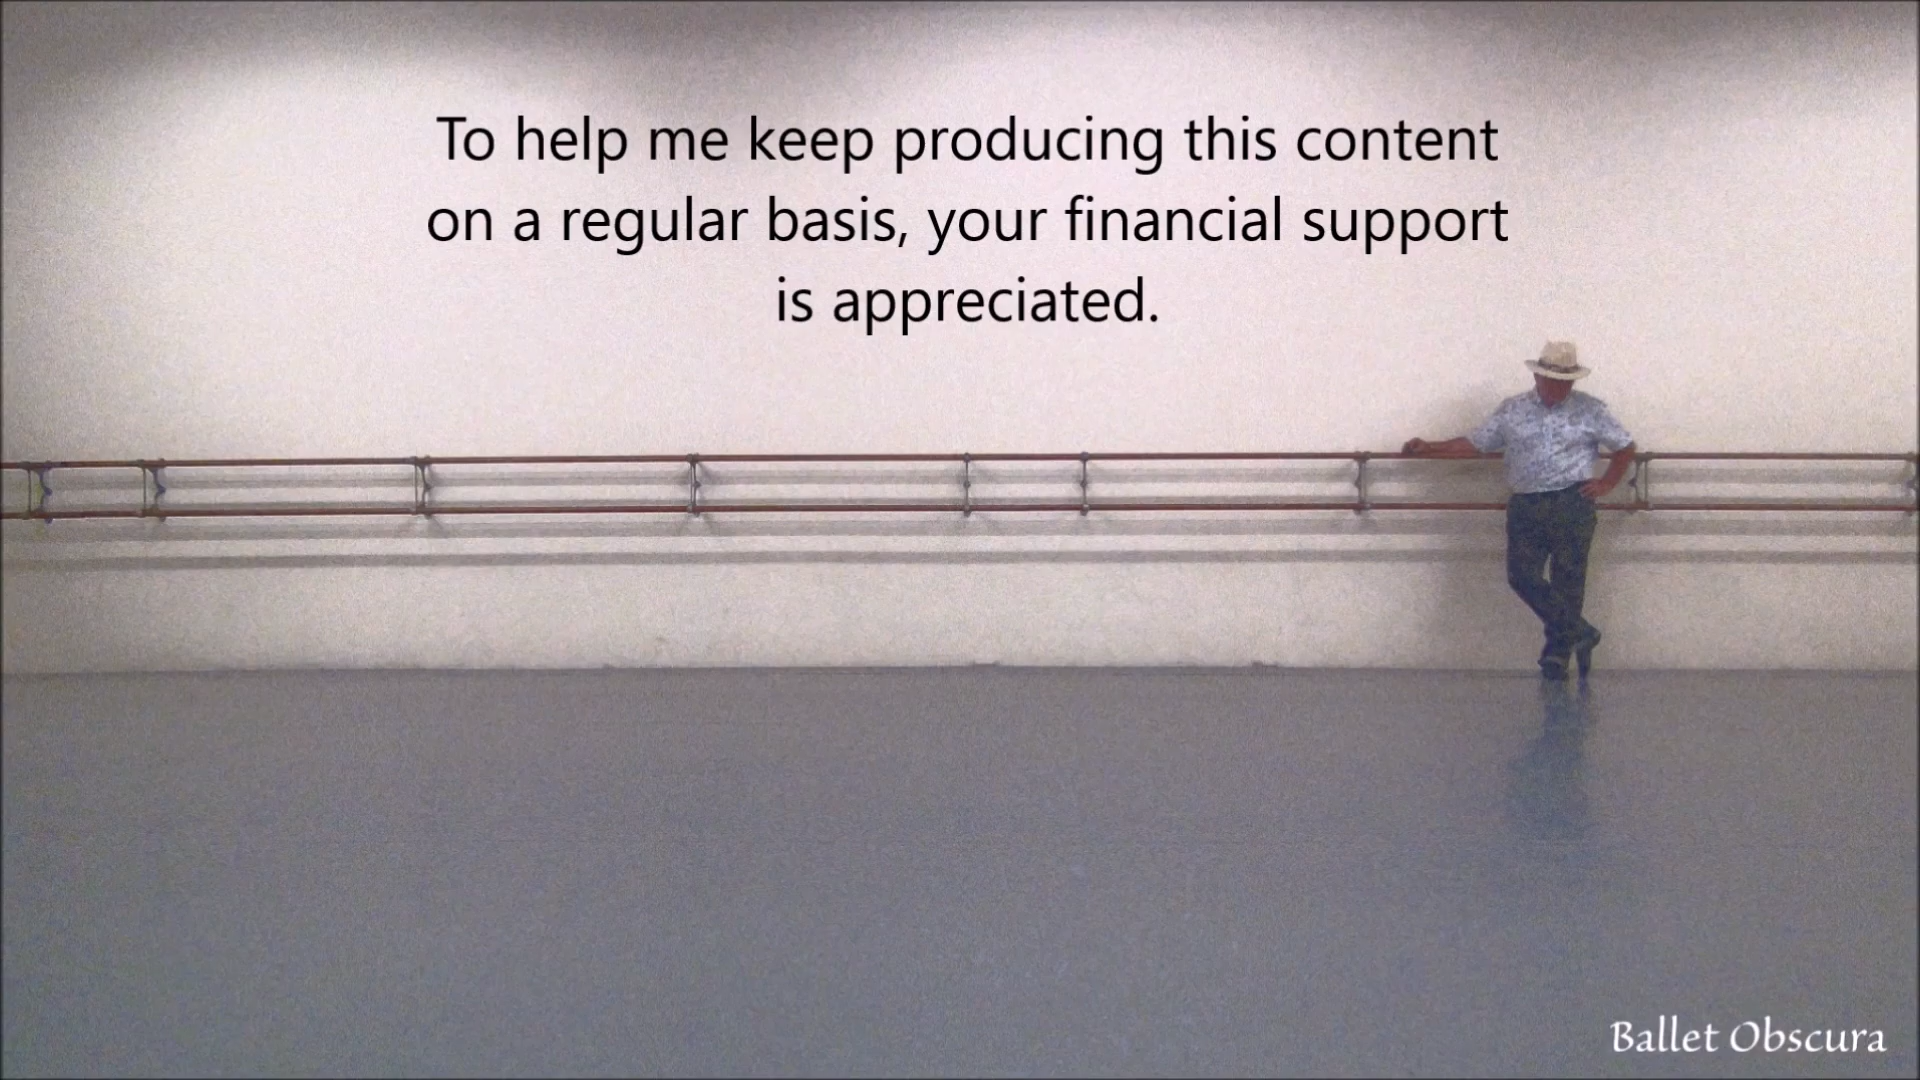 To help me keep producing this content
on a regular basis, your financial support
is appreciated.
Ballet Obscura